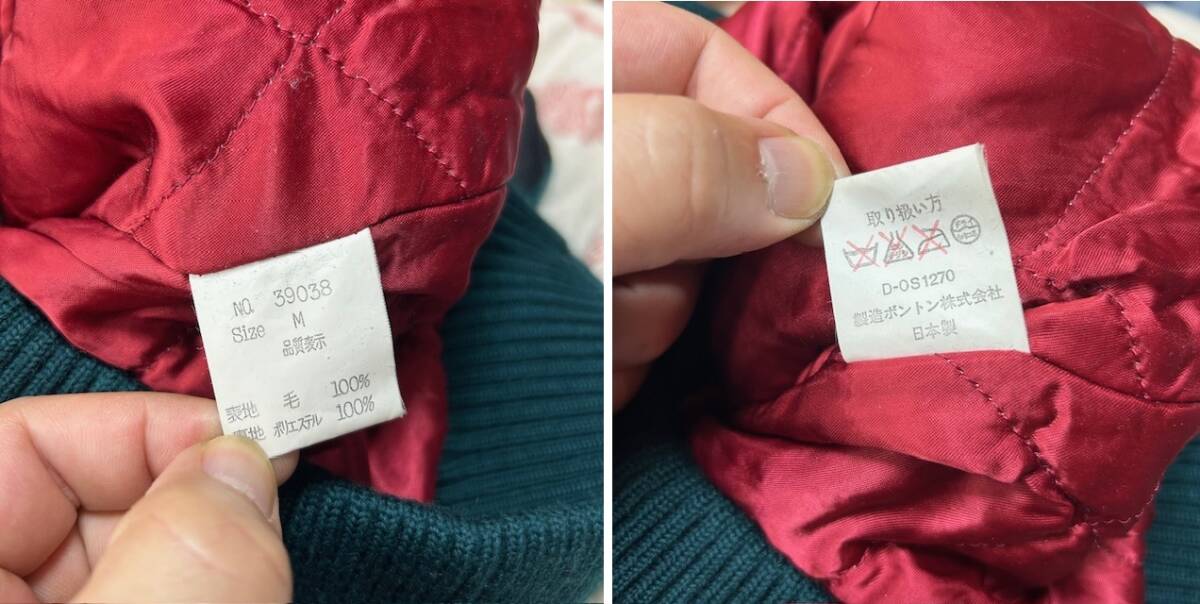 NO. 39038
Size M
品質表示
表地 毛 100%
裏地 ポリエステル 100%
取り扱い方
D-OS1270
製造ボントン株式会社
日本製